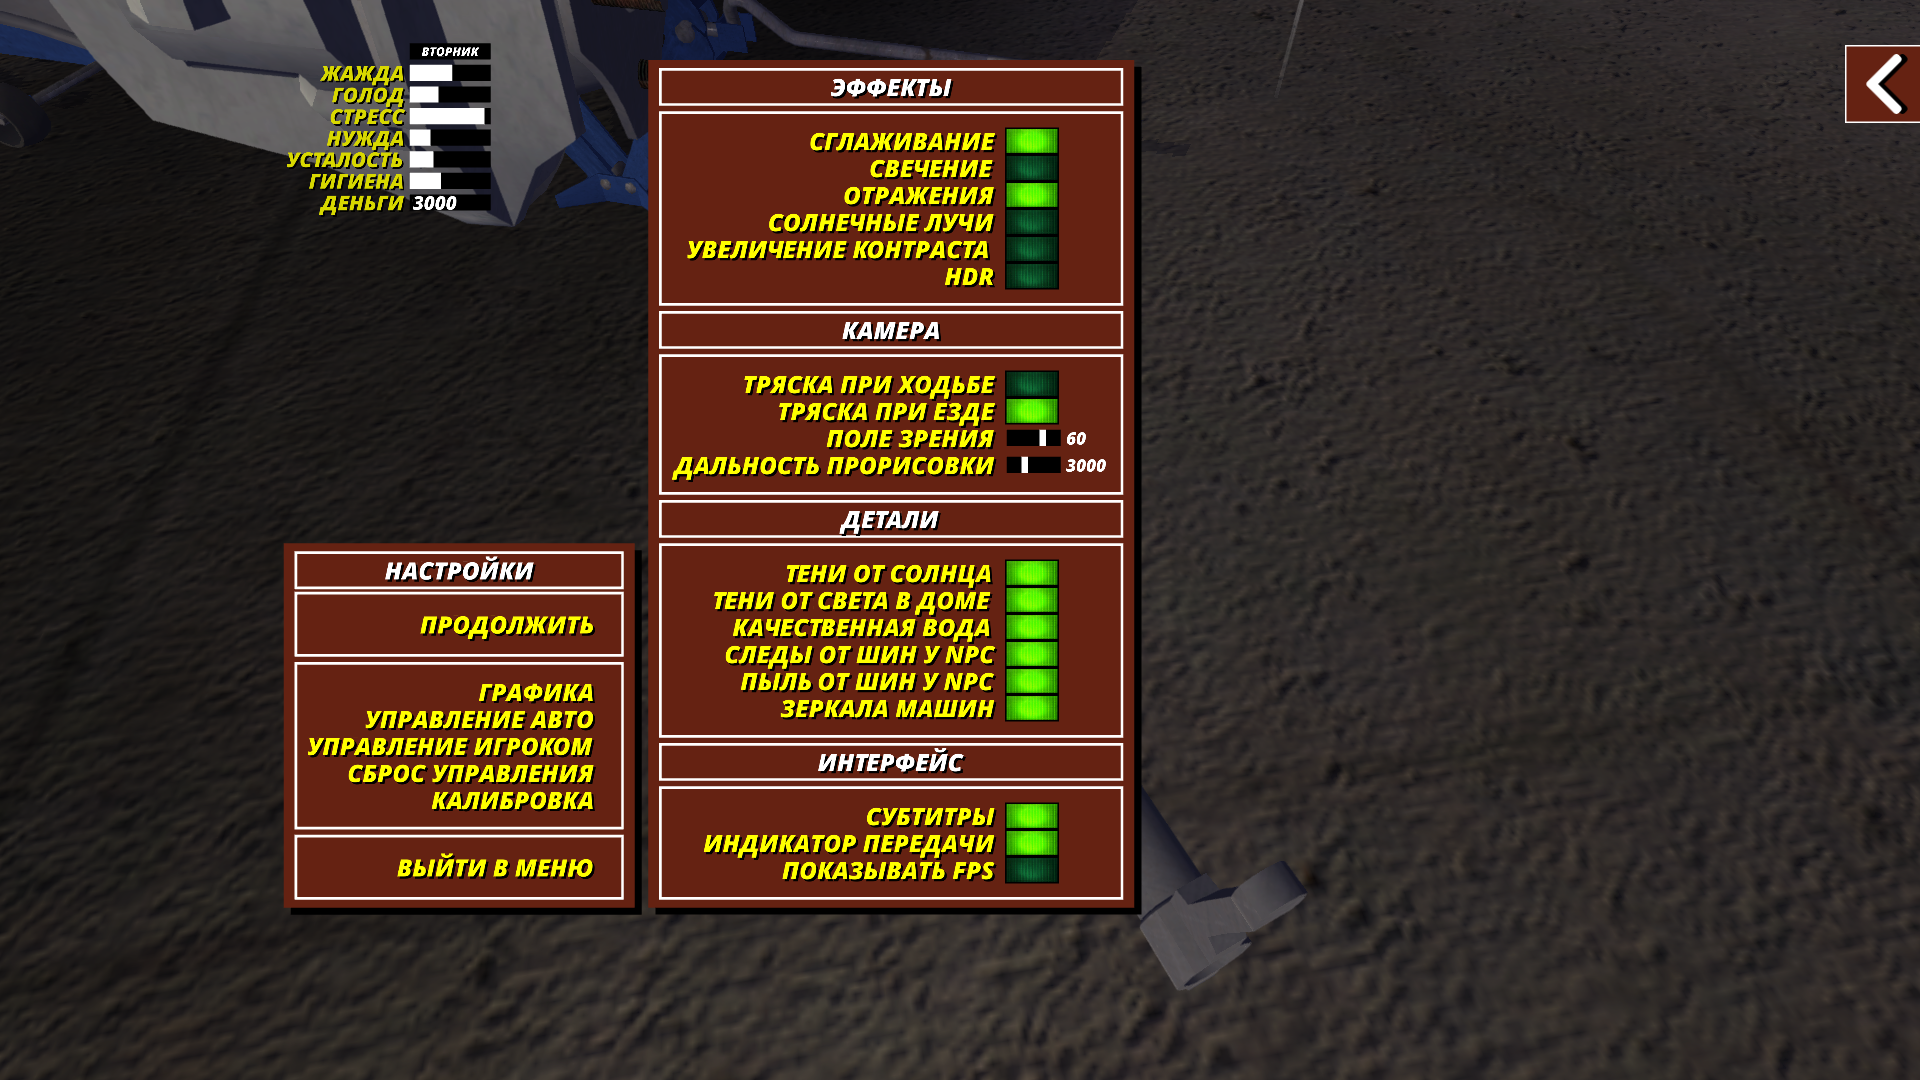 ВТОРНИК
ЖАЖДА
ГОЛОД
СТРЕСС
НУЖДА
УСТАЛОСТЬ
ГИГИЕНА
ДЕНЬГИ 3000
НАСТРОЙКИ
ПРОДОЛЖИТЬ
ГРАФИКА
УПРАВЛЕНИЕ АВТО
УПРАВЛЕНИЕ ИГРОКОМ
СБРОС УПРАВЛЕНИЯ
КАЛИБРОВКА
ВЫЙТИ В МЕНЮ
ЭФФЕКТЫ
СГЛАЖИВАНИЕ
СВЕЧЕНИЕ
ОТРАЖЕНИЯ
СОЛНЕЧНЫЕ ЛУЧИ
УВЕЛИЧЕНИЕ КОНТРАСТА
HDR
КАМЕРА
ТРЯСКА ПРИ ХОДЬБЕ
ТРЯСКА ПРИ ЕЗДЕ
ПОЛЕ ЗРЕНИЯ 60
ДАЛЬНОСТЬ ПРОРИСОВКИ 3000
ДЕТАЛИ
ТЕНИ ОТ СОЛНЦА
ТЕНИ ОТ СВЕТА В ДОМЕ
КАЧЕСТВЕННАЯ ВОДА
СЛЕДЫ ОТ ШИН У NPC
ПЫЛЬ ОТ ШИН У NPC
ЗЕРКАЛА МАШИН
ИНТЕРФЕЙС
СУБТИТРЫ
ИНДИКАТОР ПЕРЕДАЧИ
ПОКАЗЫВАТЬ FPS